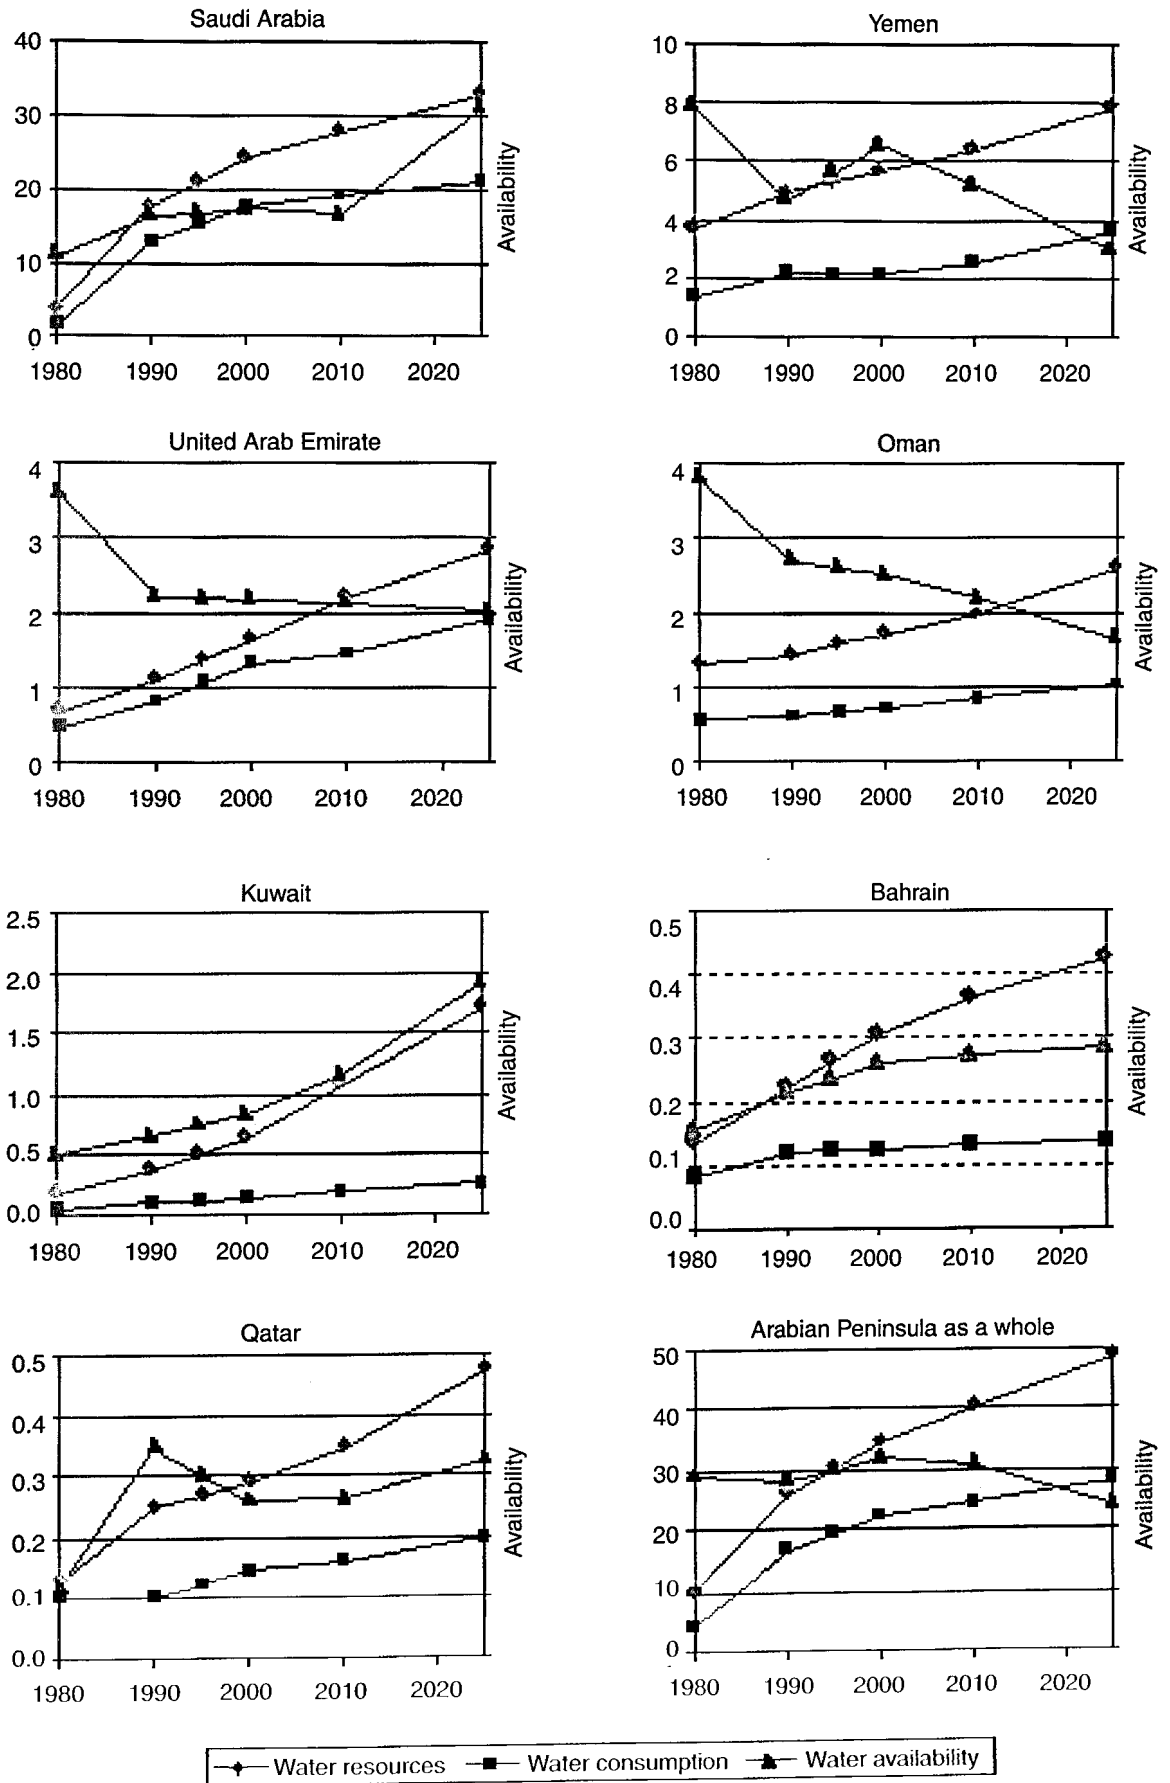 Saudi Arabia
40
30
20
10
0
1980 1990 2000 2010 2020
Availability
Yemen
10
8
6
4
2
0
1980 1990 2000 2010 2020
Availability
United Arab Emirate
4
3
2
1
0
1980 1990 2000 2010 2020
Availability
Oman
4
3
2
1
0
1980 1990 2000 2010 2020
Availability
Kuwait
2.5
2.0
1.5
1.0
0.5
0.0
1980 1990 2000 2010 2020
Availability
Bahrain
0.5
0.4
0.3
0.2
0.1
0.0
1980 1990 2000 2010 2020
Availability
Qatar
0.5
0.4
0.3
0.2
0.1
0.0
1980 1990 2000 2010 2020
Availability
Arabian Peninsula as a whole
50
40
30
20
10
0
1980 1990 2000 2010 2020
Availability
Water resources Water consumption Water availability